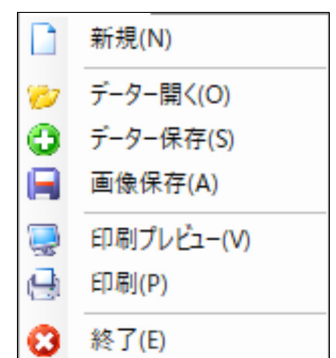 新規(N)
データー開く(O)
データー保存(S)
画像保存(A)
印刷プレビュー(V)
印刷(P)
終了(E)